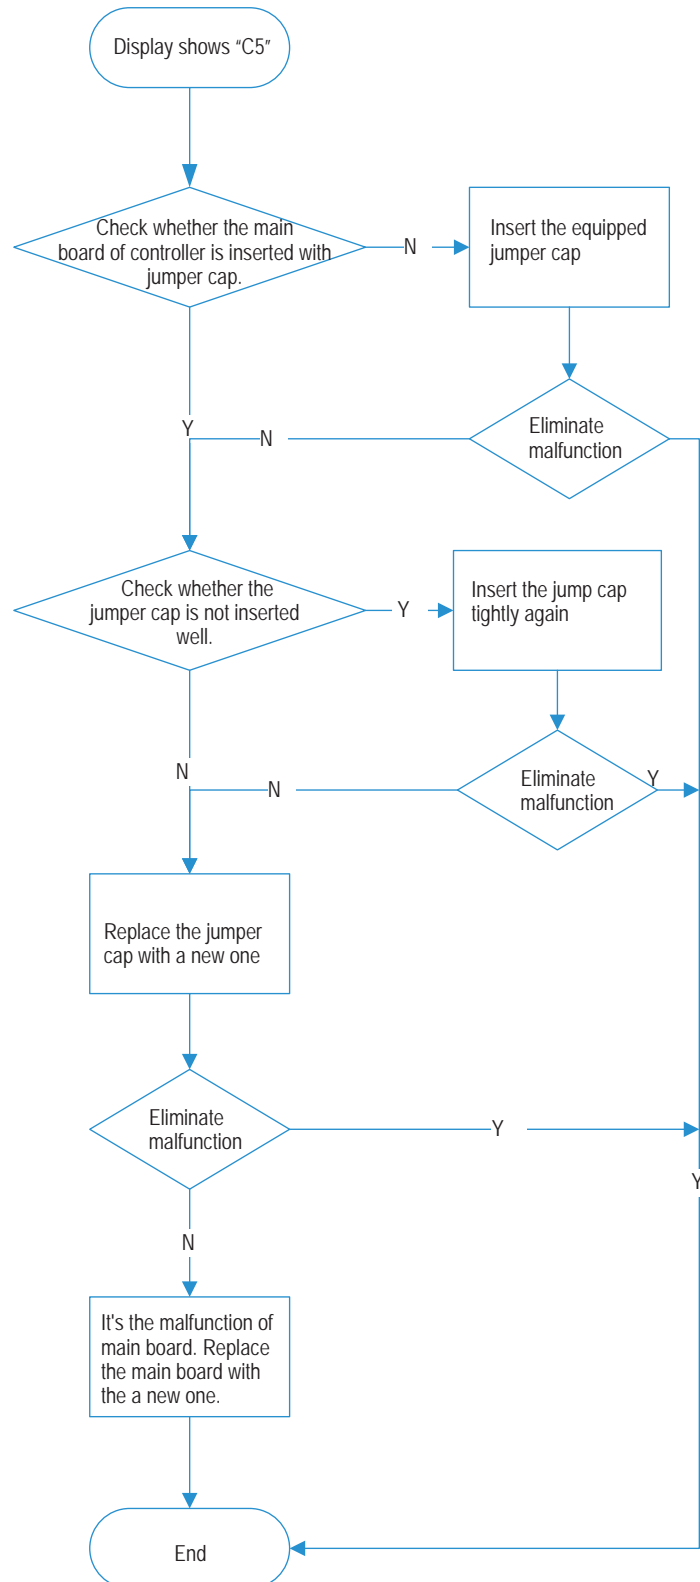 Display shows “C5”
Check whether the main
board of controller is inserted with
jumper cap.
N
Insert the equipped
jumper cap
Y
N
Eliminate
malfunction
Check whether the
jumper cap is not inserted
well.
Y
Insert the jump cap
tightly again
N
N
Eliminate
malfunction
Y
Replace the jumper
cap with a new one
Eliminate
malfunction
Y
Y
N
It's the malfunction of
main board. Replace
the main board with
the a new one.
End